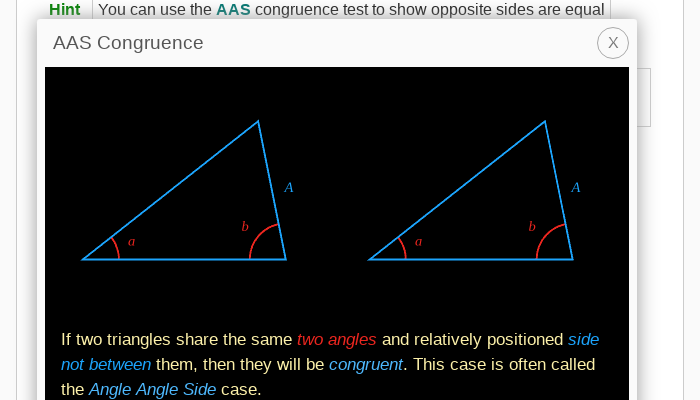 Hint You can use the AAS congruence test to show opposite sides are equal
AAS Congruence X
A A
b b
a a
If two triangles share the same two angles and relatively positioned side
not between them, then they will be congruent. This case is often called
the Angle Angle Side case.